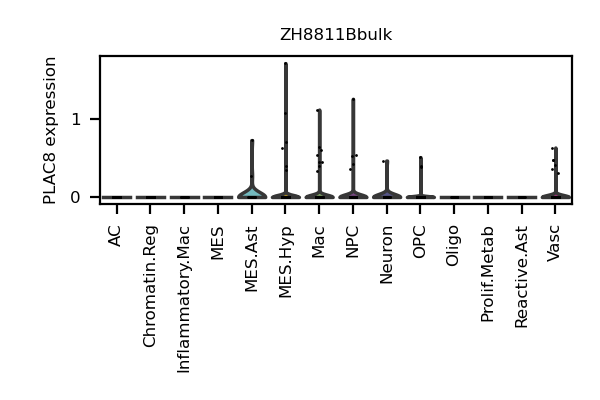 ZH8811Bbulk
PLAC8 expression
1
0
AC
Chromatin.Reg
Inflammatory.Mac
MES
MES.Ast
MES.Hyp
Mac
NPC
Neuron
OPC
Oligo
Prolif.Metab
Reactive.Ast
Vasc